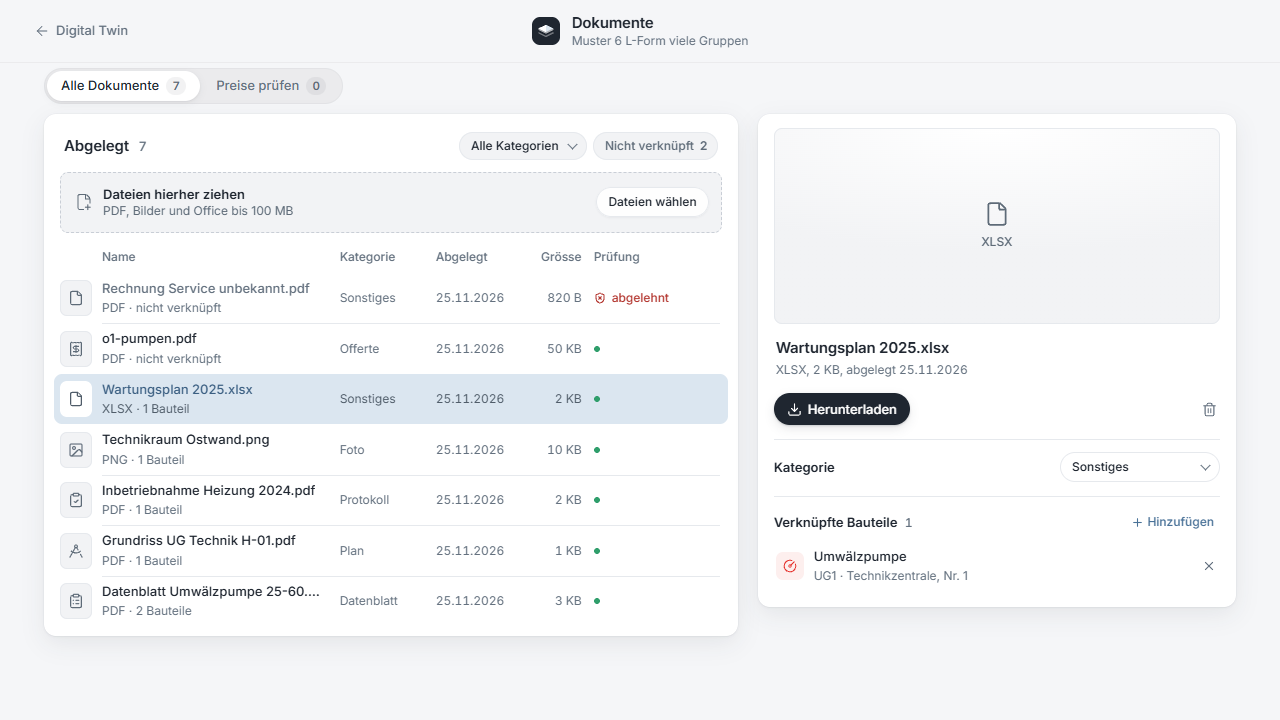 Digital Twin
Dokumente
Muster 6 L-Form viele Gruppen
Alle Dokumente 7
Preise prüfen 0
Abgelegt 7
Alle Kategorien
Nicht verknüpft 2
Dateien hierher ziehen
PDF, Bilder und Office bis 100 MB
Dateien wählen
Name Kategorie Abgelegt Grösse Prüfung
Rechnung Service unbekannt.pdf
PDF · nicht verknüpft
Sonstiges 25.11.2026 820 B abgelehnt
o1-pumpen.pdf
PDF · nicht verknüpft
Offerte 25.11.2026 50 KB
Wartungsplan 2025.xlsx
XLSX · 1 Bauteil
Sonstiges 25.11.2026 2 KB
Technikraum Ostwand.png
PNG · 1 Bauteil
Foto 25.11.2026 10 KB
Inbetriebnahme Heizung 2024.pdf
PDF · 1 Bauteil
Protokoll 25.11.2026 2 KB
Grundriss UG Technik H-01.pdf
PDF · 1 Bauteil
Plan 25.11.2026 1 KB
Datenblatt Umwälzpumpe 25-60....
PDF · 2 Bauteile
Datenblatt 25.11.2026 3 KB
XLSX
Wartungsplan 2025.xlsx
XLSX, 2 KB, abgelegt 25.11.2026
Herunterladen
Kategorie
Sonstiges
Verknüpfte Bauteile 1
Hinzufügen
Umwälzpumpe
UG1 · Technikzentrale, Nr. 1